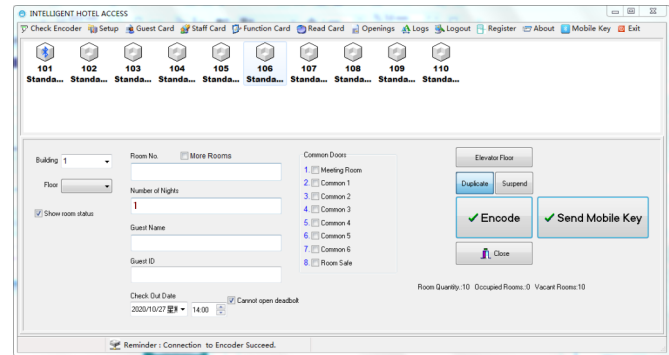 INTELLIGENT HOTEL ACCESS
Check Encoder Setup Guest Card Staff Card Function Card Read Card Openings Logs Logout Register About Mobile Key Exit
101 102 103 104 105 106 107 108 109 110
Standa... Standa... Standa... Standa... Standa... Standa... Standa... Standa... Standa... Standa...
Building 1
Floor
Show room status
Room No. More Rooms
Number of Nights
1
Guest Name
Guest ID
Check Out Date
2020/10/27 星期 14:00 Cannot open deadbolt
Common Doors
1. Meeting Room
2. Common 1
3. Common 2
4. Common 3
5. Common 4
6. Common 5
7. Common 6
8. Room Safe
Elevator Floor
Duplicate Suspend
Encode Send Mobile Key
Close
Room Quantity.:10 Occupied Rooms.:0 Vacant Rooms:10
Reminder : Connection to Encoder Succeed.